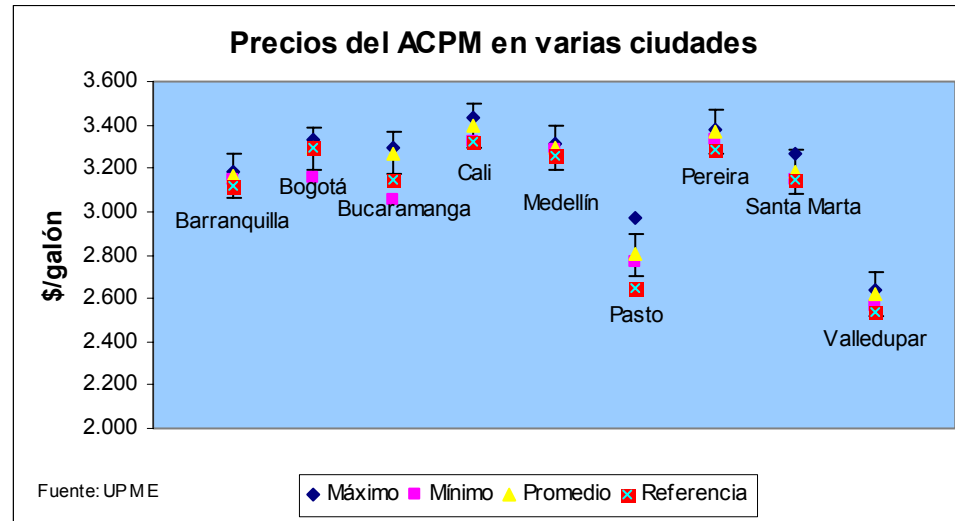 Precios del ACPM en varias ciudades
$/galón
3.600
3.400
3.200
3.000
2.800
2.600
2.400
2.200
2.000
Barranquilla
Bogotá
Bucaramanga
Cali
Medellín
Pasto
Pereira
Santa Marta
Valledupar
Fuente: UPME
Máximo Mínimo Promedio Referencia